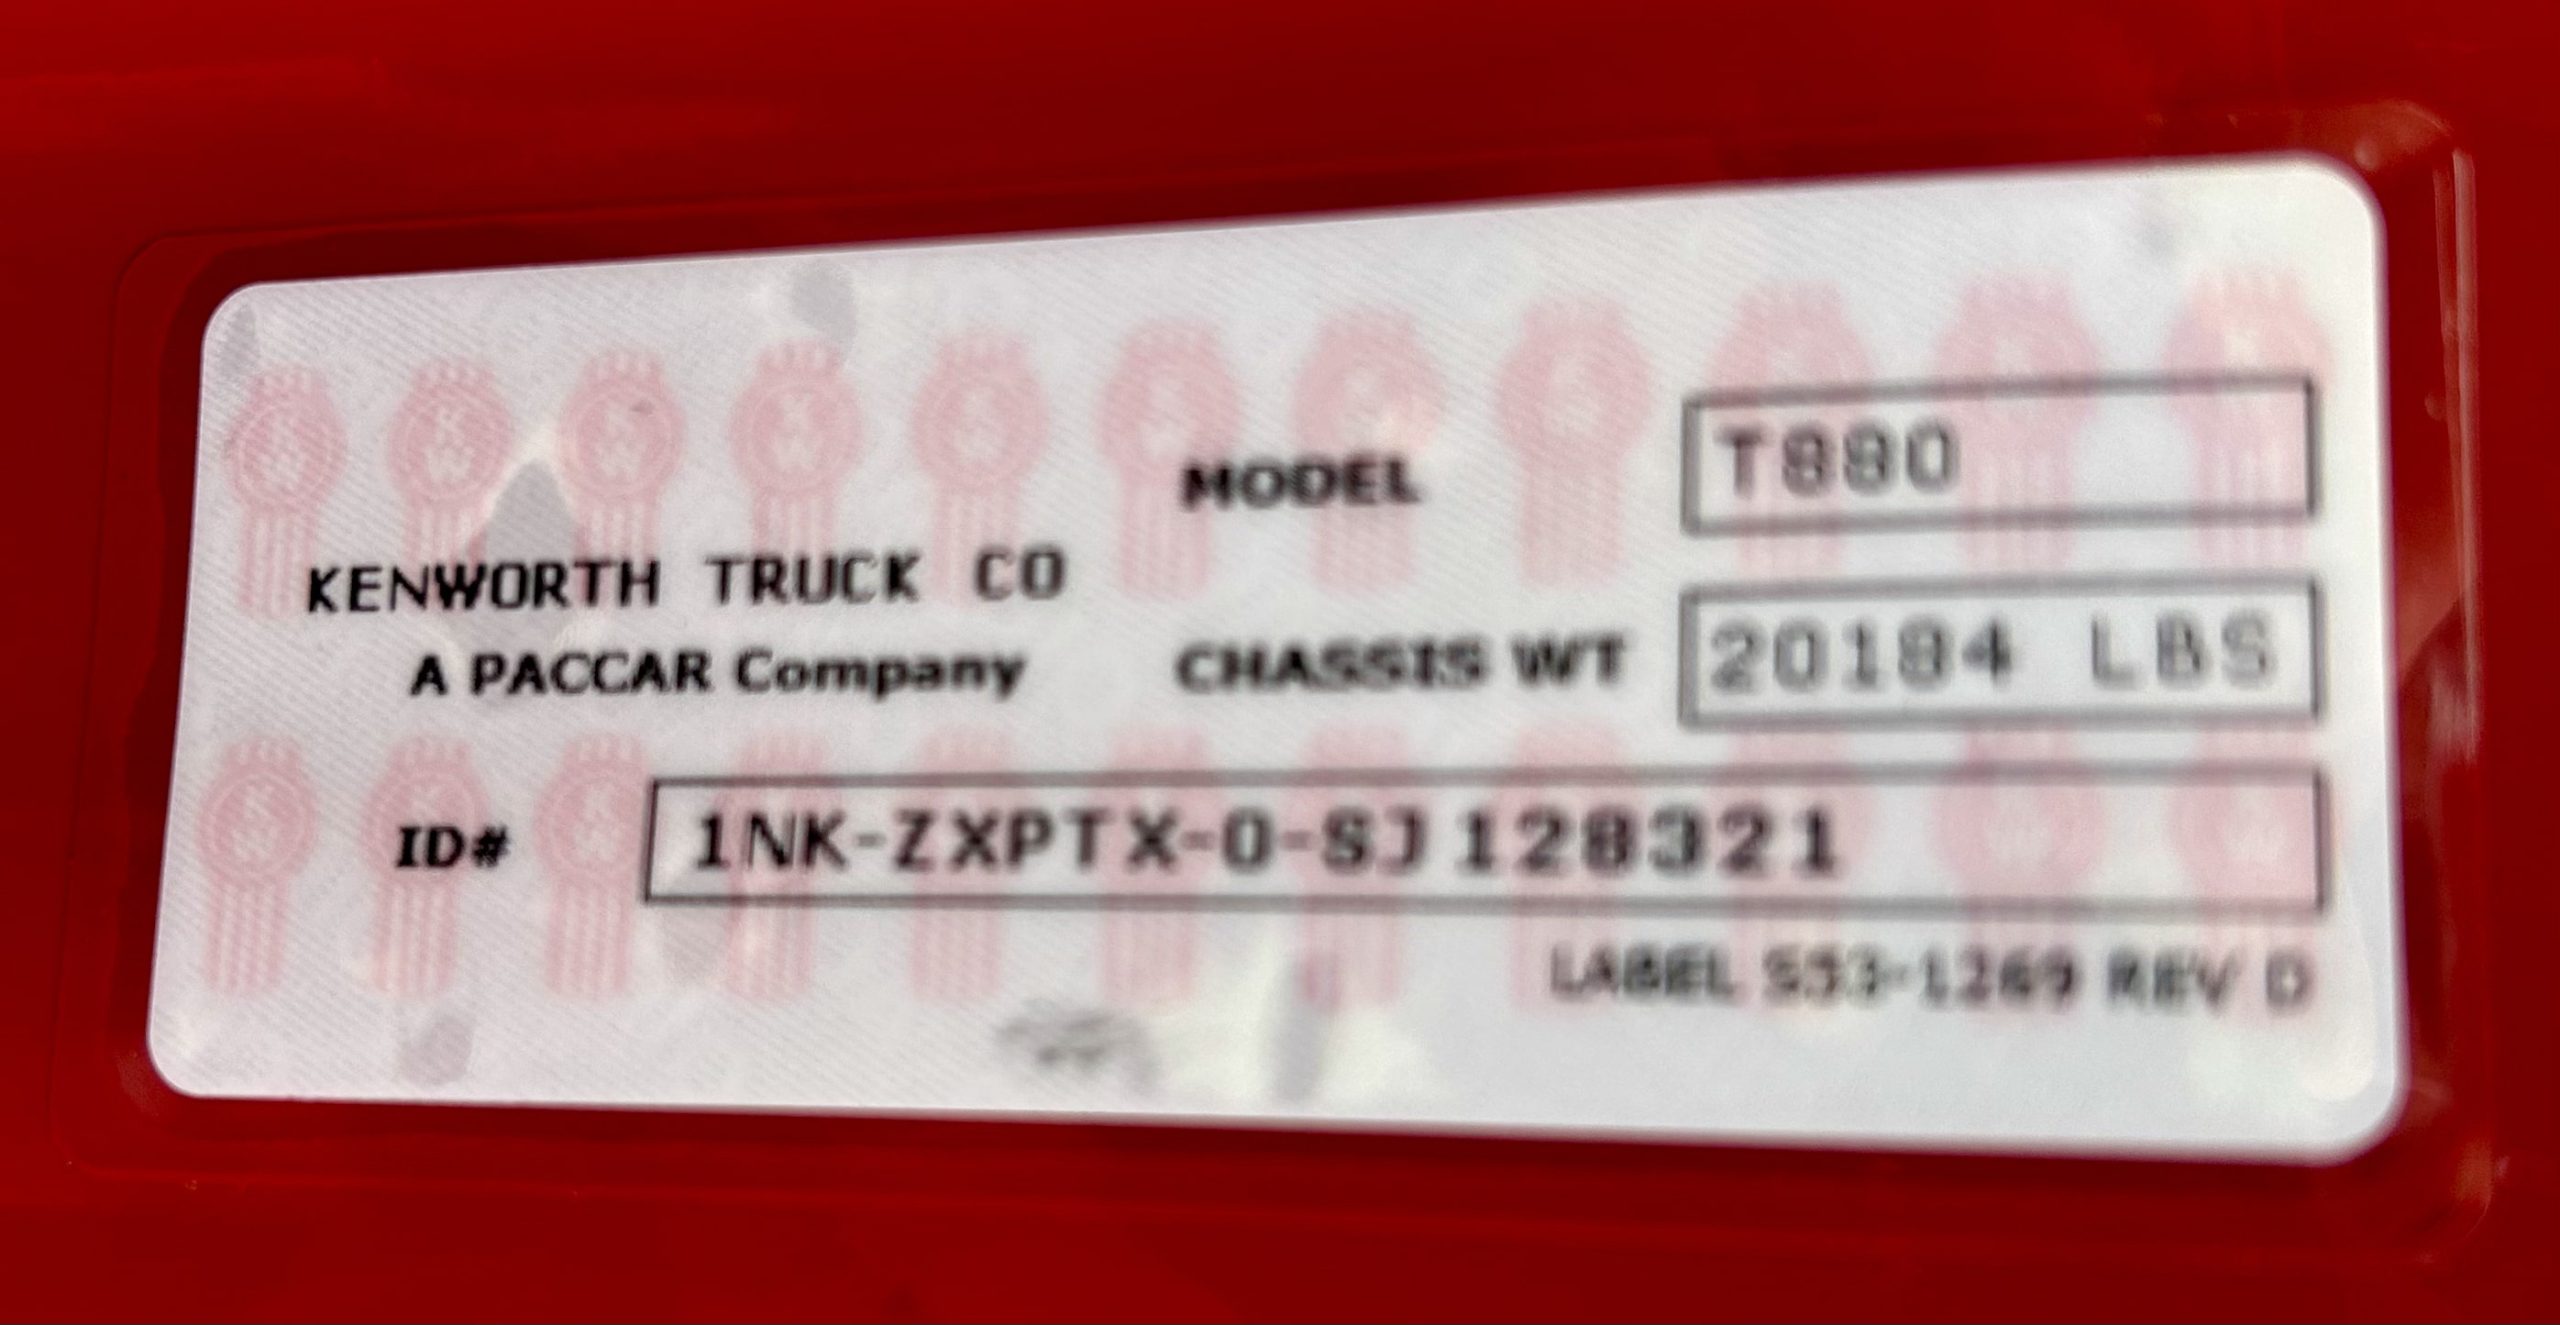 MODEL T880
KENWORTH TRUCK CO
A PACCAR Company
CHASSIS WT 20184 LBS
ID# 1NK-ZXPTX-0-SJ128321
LABEL S53-1269 REV D